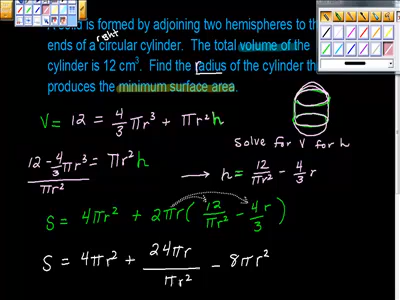 A solid is formed by adjoining two hemispheres to the
ends of a right circular cylinder. The total volume of the
cylinder is 12 cm³. Find the radius of the cylinder tha
produces the minimum surface area.
V = 12 = 4/3 πr³ + πr²h
Solve for V for h
(12 - 4/3 πr³)/πr² = πr²h
→ h = 12/πr² - 4/3 r
S = 4πr² + 2πr(12/πr² - 4r/3)
S = 4πr² + 24πr/πr² - 8πr²